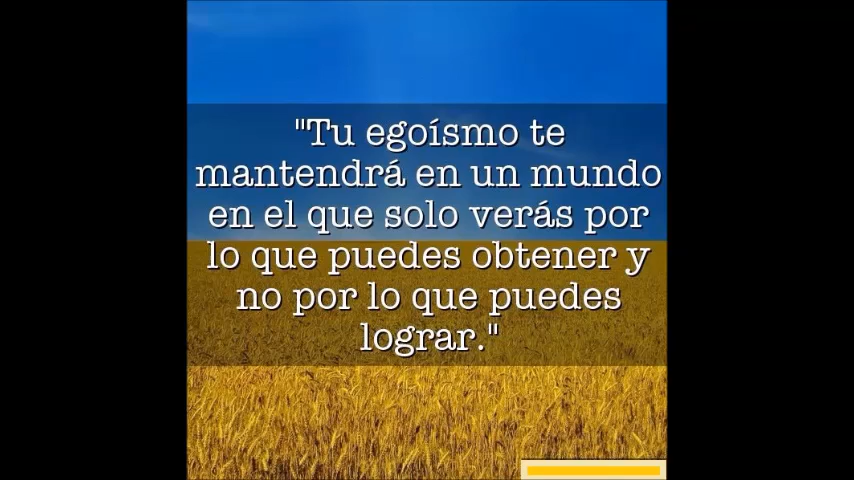 "Tu egoísmo te
mantendrá en un mundo
en el que solo verás por
lo que puedes obtener y
no por lo que puedes
lograr."